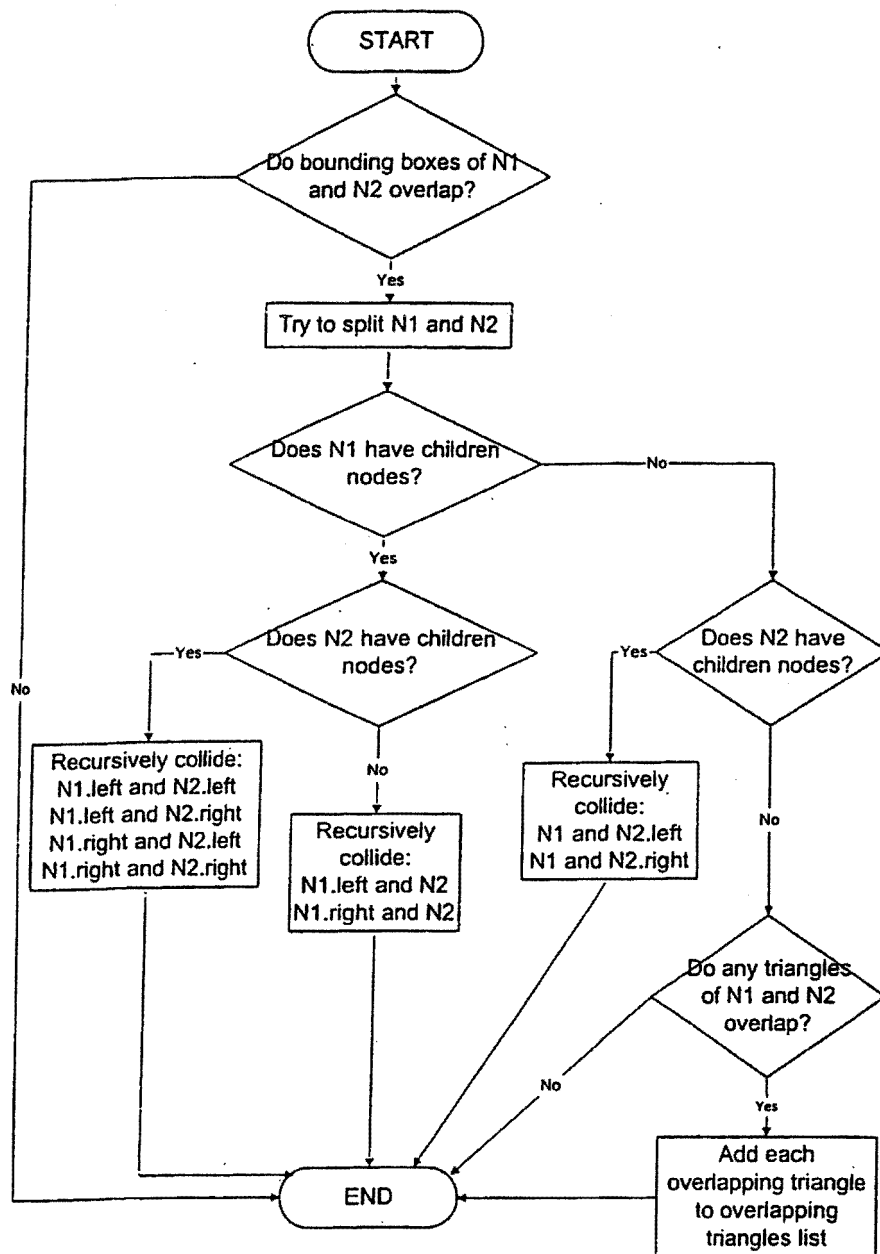 START
Do bounding boxes of N1
and N2 overlap?
Yes
Try to split N1 and N2
Does N1 have children
nodes?
No
Yes
Does N2 have children
nodes?
Yes
Does N2 have
children nodes?
Yes
No
Recursively collide:
N1.left and N2.left
N1.left and N2.right
N1.right and N2.left
N1.right and N2.right
No
Recursively
collide:
N1.left and N2
N1.right and N2
Recursively
collide:
N1 and N2.left
N1 and N2.right
No
Do any triangles
of N1 and N2
overlap?
No
Yes
Add each
overlapping triangle
to overlapping
triangles list
END